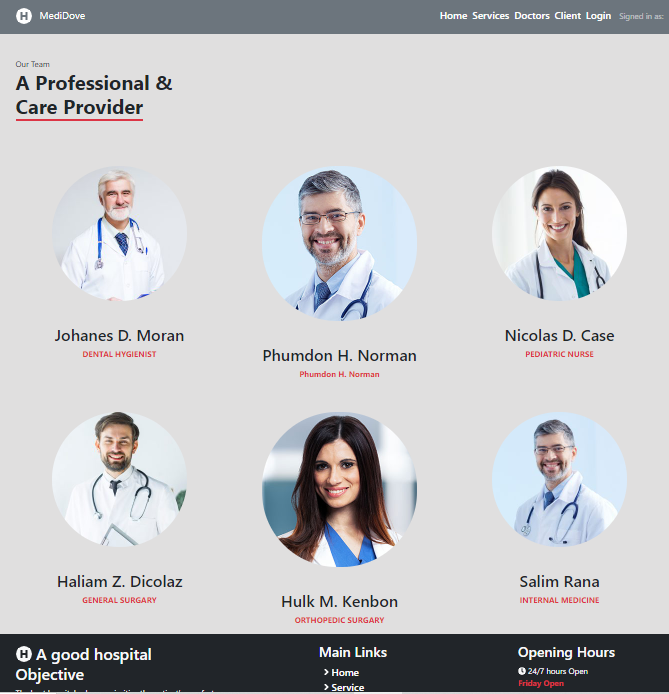 H MediDove
Home Services Doctors Client Login Signed in as:
Our Team
A Professional &
Care Provider
Johanes D. Moran
DENTAL HYGIENIST
Phumdon H. Norman
Phumdon H. Norman
Nicolas D. Case
PEDIATRIC NURSE
Haliam Z. Dicolaz
GENERAL SURGARY
Hulk M. Kenbon
ORTHOPEDIC SURGARY
Salim Rana
INTERNAL MEDICINE
H A good hospital
Objective
Main Links
Home
Service
Opening Hours
24/7 hours Open
Friday Open